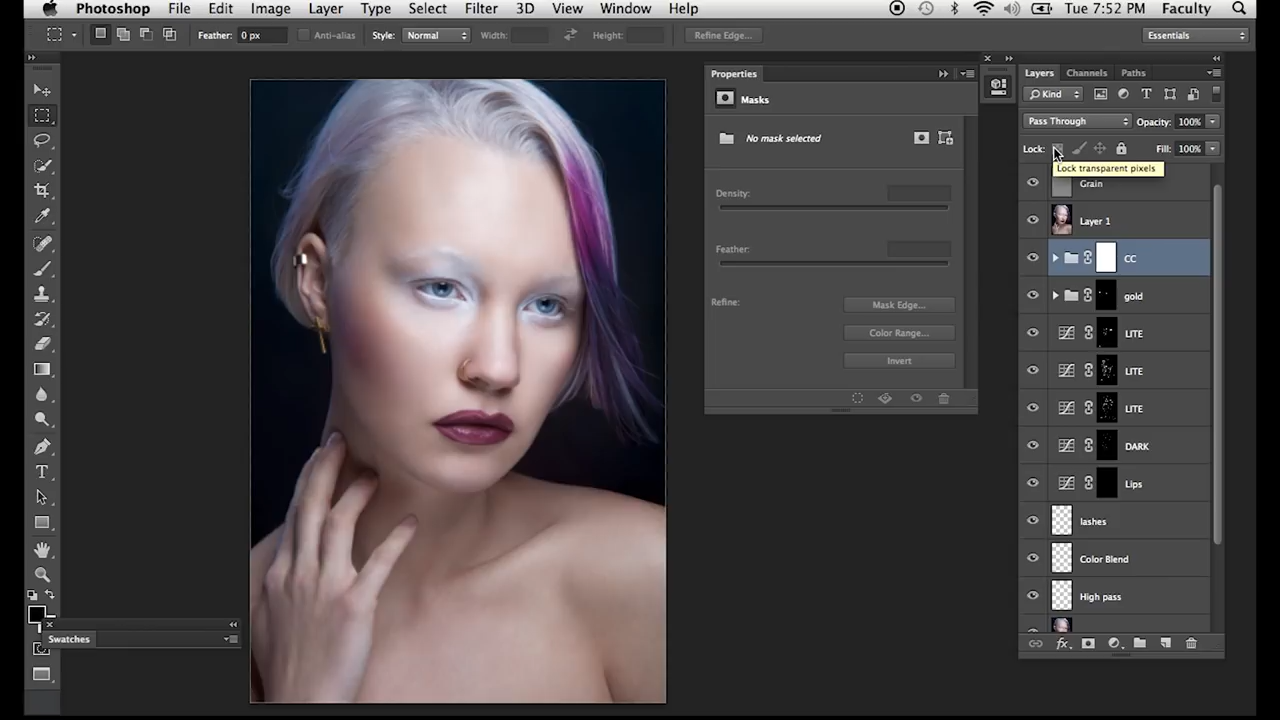 Photoshop File Edit Image Layer Type Select Filter 3D View Window Help Tue 7:52 PM Faculty
Feather: 0 px Anti-alias Style: Normal Width: Height: Refine Edge... Essentials
Properties
Masks
No mask selected
Density:
Feather:
Refine:
Mask Edge...
Color Range...
Invert
Layers Channels Paths
Kind
Pass Through Opacity: 100%
Lock: Fill: 100%
Lock transparent pixels
Grain
Layer 1
CC
gold
LITE
LITE
LITE
DARK
Lips
lashes
Color Blend
High pass
Swatches